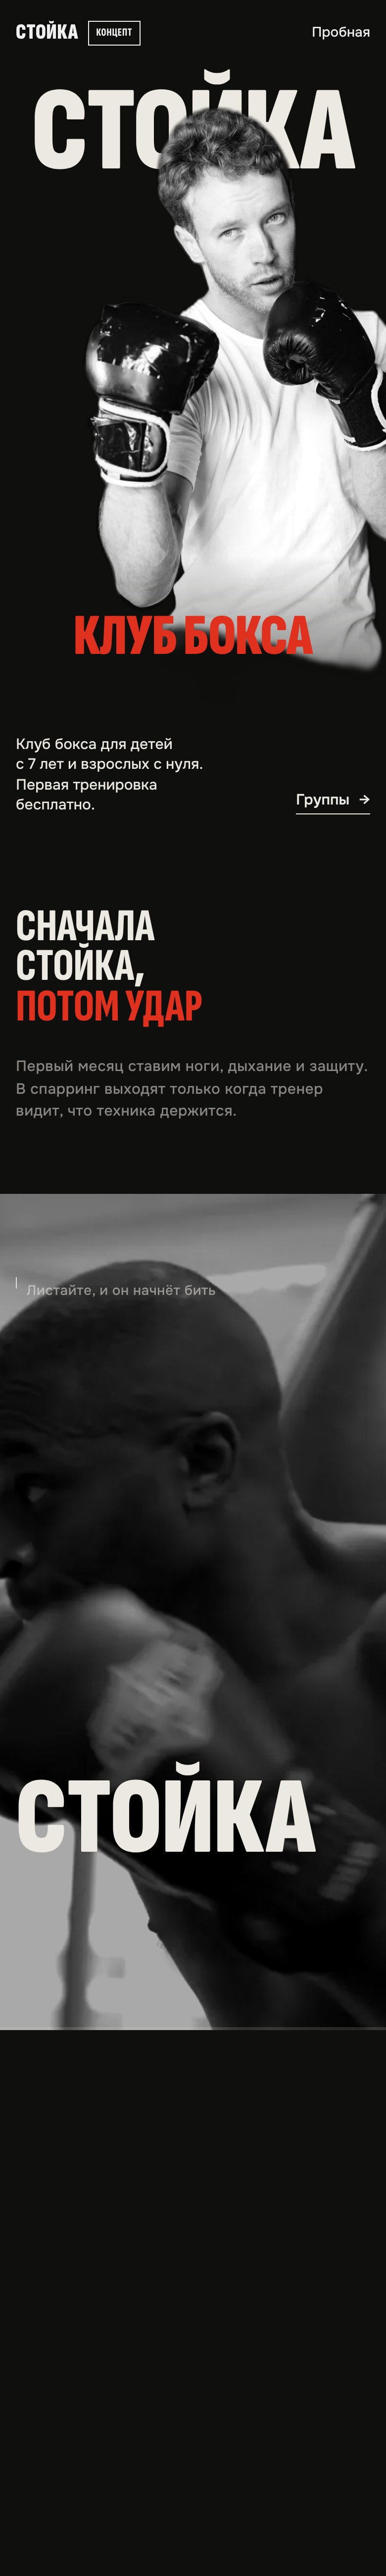 СТОЙКА КОНЦЕПТ Пробная
СТОЙКА
КЛУБ БОКСА
Клуб бокса для детей
с 7 лет и взрослых с нуля.
Первая тренировка
бесплатно.
Группы →
СНАЧАЛА
СТОЙКА,
ПОТОМ УДАР
Первый месяц ставим ноги, дыхание и защиту.
В спарринг выходят только когда тренер
видит, что техника держится.
Листайте, и он начнёт бить
СТОЙКА